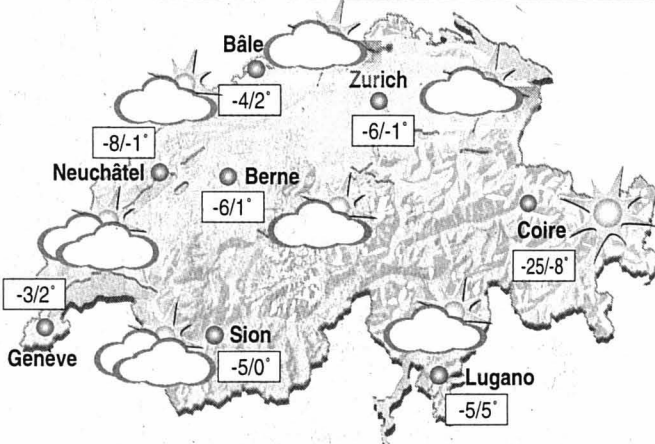 Bâle
-4/2°
Zurich
-6/-1°
-8/-1°
Neuchâtel
Berne
-6/1°
Coire
-25/-8°
-3/2°
Genève
Sion
-5/0°
Lugano
-5/5°